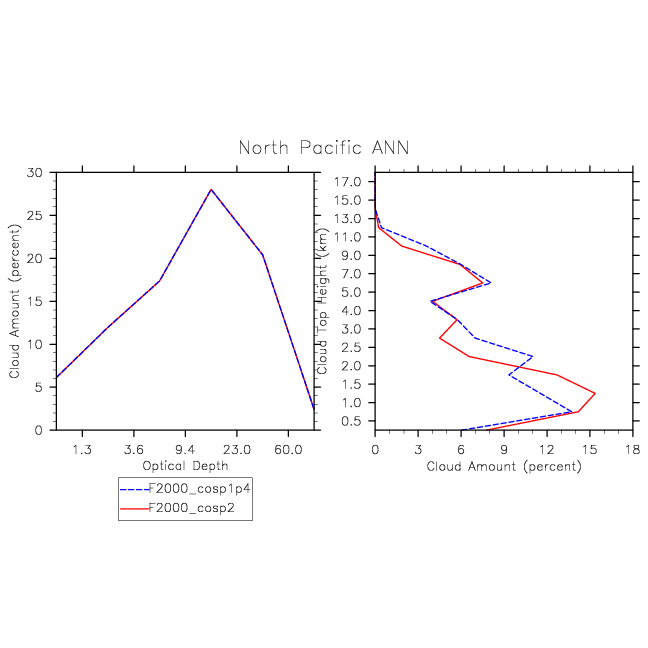 North Pacific ANN
Cloud Amount (percent)
30
25
20
15
10
5
0
1.3 3.6 9.4 23.0 60.0
Optical Depth
Cloud Top Height (km)
17.0
15.0
13.0
11.0
9.0
7.0
5.0
4.0
3.0
2.5
2.0
1.5
1.0
0.5
0 3 6 9 12 15 18
Cloud Amount (percent)
F2000_cosp1p4
F2000_cosp2